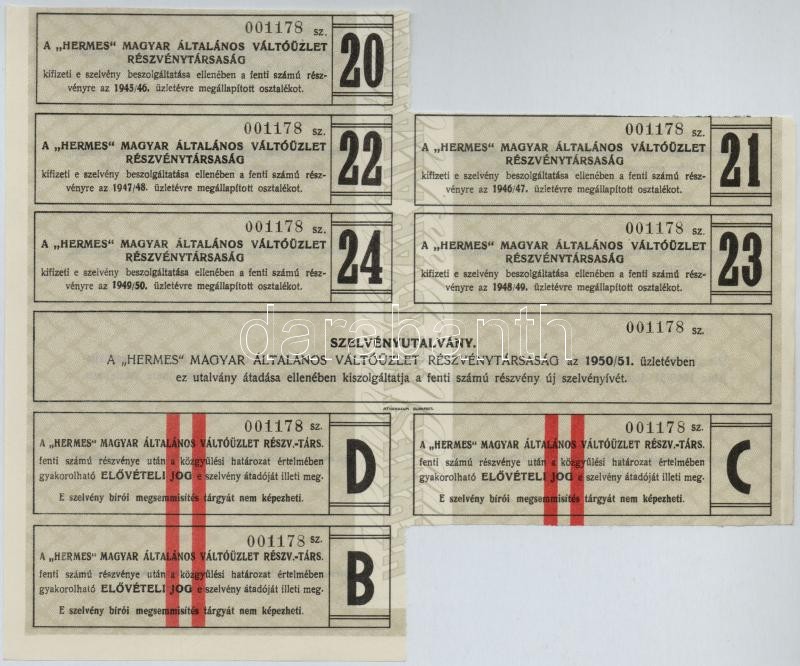 001178 sz.
A „HERMES" MAGYAR ÁLTALÁNOS VÁLTÓÜZLET
RÉSZVÉNYTÁRSASÁG
kifizeti e szelvény beszolgáltatása ellenében a fenti számú rész-
vényre az 1945/46. üzletévre megállapított osztalékot.
20
001178 sz.
A „HERMES" MAGYAR ÁLTALÁNOS VÁLTÓÜZLET
RÉSZVÉNYTÁRSASÁG
kifizeti e szelvény beszolgáltatása ellenében a fenti számú rész-
vényre az 1947/48. üzletévre megállapított osztalékot.
22
001178 sz.
A „HERMES" MAGYAR ÁLTALÁNOS VÁLTÓÜZLET
RÉSZVÉNYTÁRSASÁG
kifizeti e szelvény beszolgáltatása ellenében a fenti számú rész-
vényre az 1946/47. üzletévre megállapított osztalékot.
21
001178 sz.
A „HERMES" MAGYAR ÁLTALÁNOS VÁLTÓÜZLET
RÉSZVÉNYTÁRSASÁG
kifizeti e szelvény beszolgáltatása ellenében a fenti számú rész-
vényre az 1949/50. üzletévre megállapított osztalékot.
24
001178 sz.
A „HERMES" MAGYAR ÁLTALÁNOS VÁLTÓÜZLET
RÉSZVÉNYTÁRSASÁG
kifizeti e szelvény beszolgáltatása ellenében a fenti számú rész-
vényre az 1948/49. üzletévre megállapított osztalékot.
23
001178 sz.
SZELVÉNYUTALVÁNY.
A „HERMES" MAGYAR ÁLTALÁNOS VÁLTÓÜZLET RÉSZVÉNYTÁRSASÁG az 1950/51. üzletévben
ez utalvány átadása ellenében kiszolgáltatja a fenti számú részvény új szelvényívét.
darabanth
ATHENAEUM BUDAPEST.
001178 sz.
A „HERMES" MAGYAR ÁLTALÁNOS VÁLTÓÜZLET RÉSZV.-TÁRS.
fenti számú részvénye után a közgyűlési határozat értelmében
gyakorolható ELŐVÉTELI JOG e szelvény átadóját illeti meg.
E szelvény bírói megsemmisítés tárgyát nem képezheti.
D
001178 sz.
A „HERMES" MAGYAR ÁLTALÁNOS VÁLTÓÜZLET RÉSZV.-TÁRS.
fenti számú részvénye után a közgyűlési határozat értelmében
gyakorolható ELŐVÉTELI JOG e szelvény átadóját illeti meg.
E szelvény bírói megsemmisítés tárgyát nem képezheti.
C
001178 sz.
A „HERMES" MAGYAR ÁLTALÁNOS VÁLTÓÜZLET RÉSZV.-TÁRS.
fenti számú részvénye után a közgyűlési határozat értelmében
gyakorolható ELŐVÉTELI JOG e szelvény átadóját illeti meg.
E szelvény bírói megsemmisítés tárgyát nem képezheti.
B